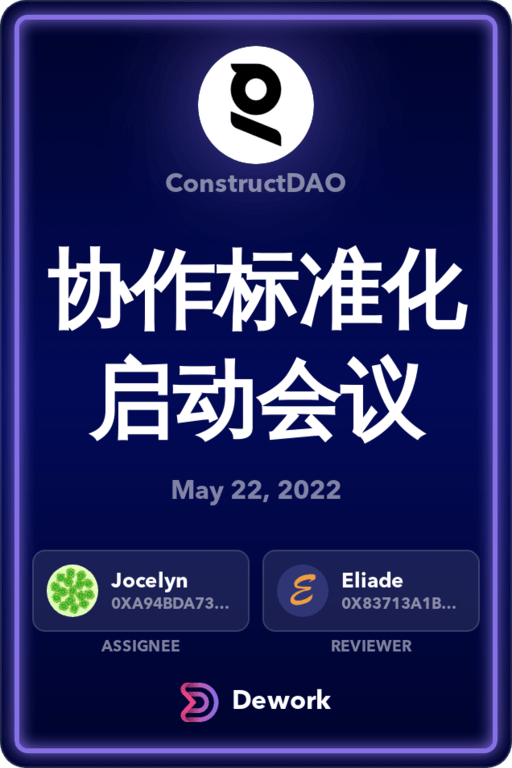 ConstructDAO
协作标准化
启动会议
May 22, 2022
Jocelyn
0XA94BDA73...
ASSIGNEE
Eliade
0X83713A1B...
REVIEWER
Dework